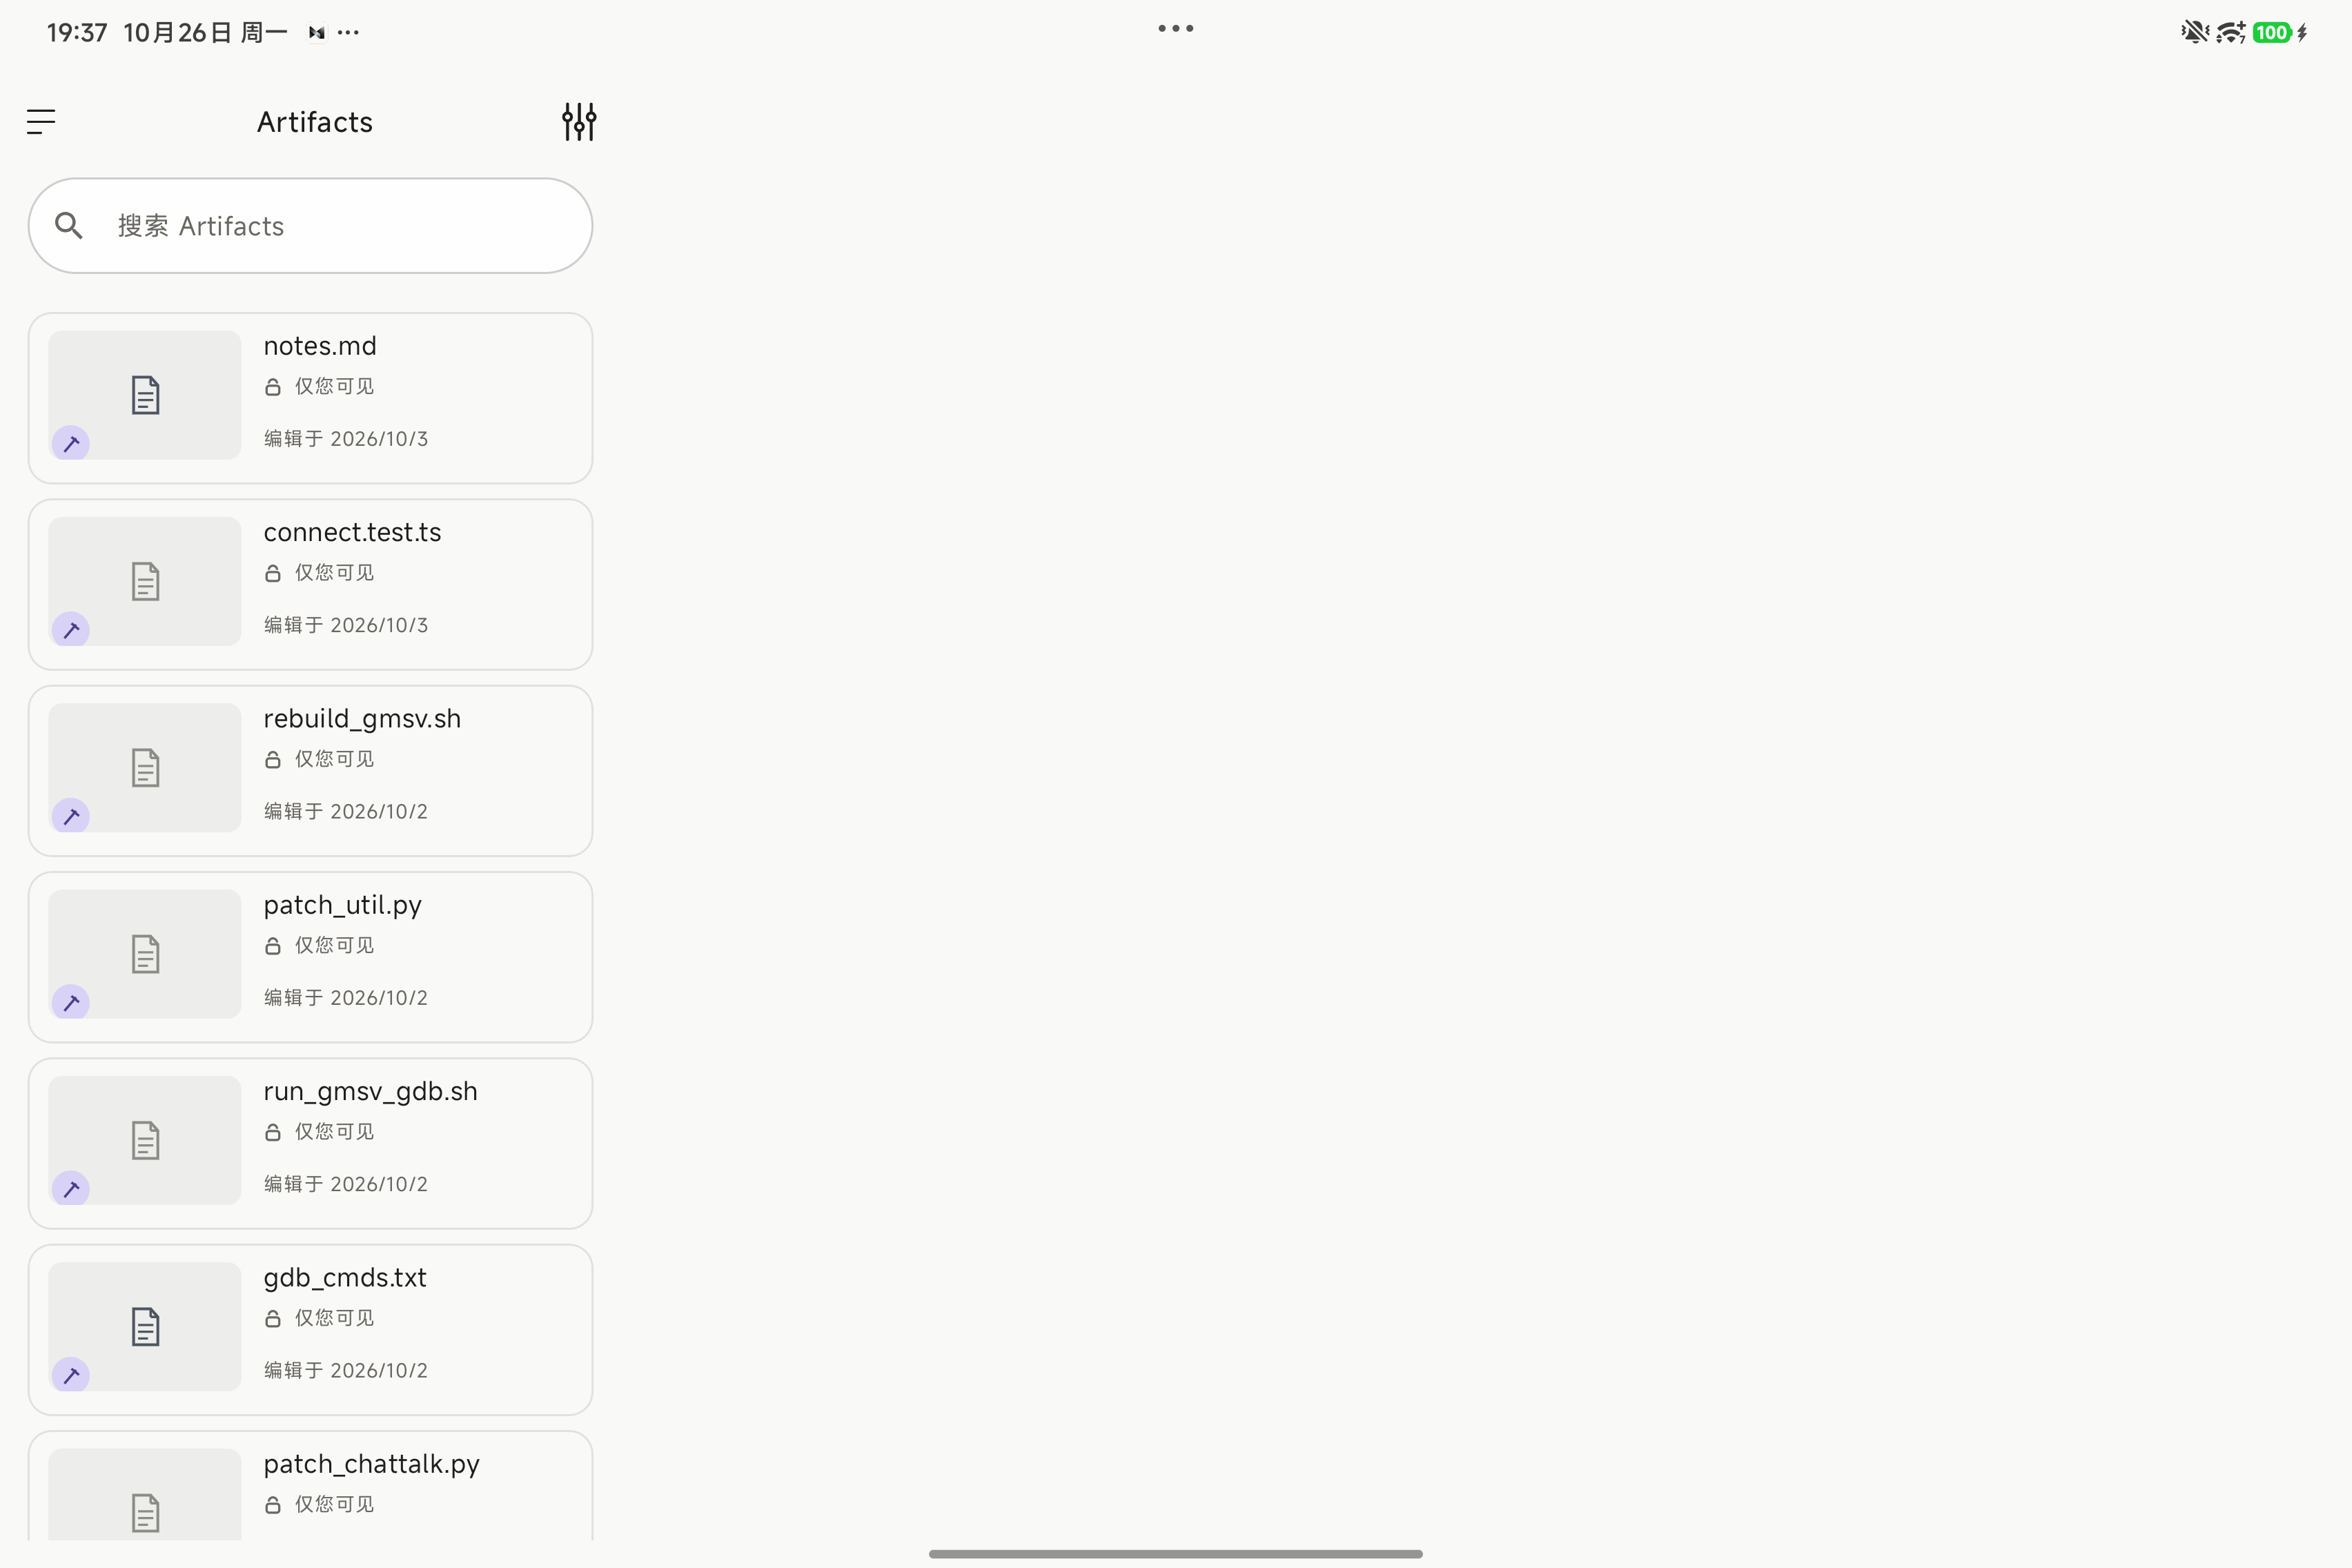 19:37 10月26日 周一
100
Artifacts
搜索 Artifacts
notes.md
仅您可见
编辑于 2026/10/3
connect.test.ts
仅您可见
编辑于 2026/10/3
rebuild_gmsv.sh
仅您可见
编辑于 2026/10/2
patch_util.py
仅您可见
编辑于 2026/10/2
run_gmsv_gdb.sh
仅您可见
编辑于 2026/10/2
gdb_cmds.txt
仅您可见
编辑于 2026/10/2
patch_chattalk.py
仅您可见